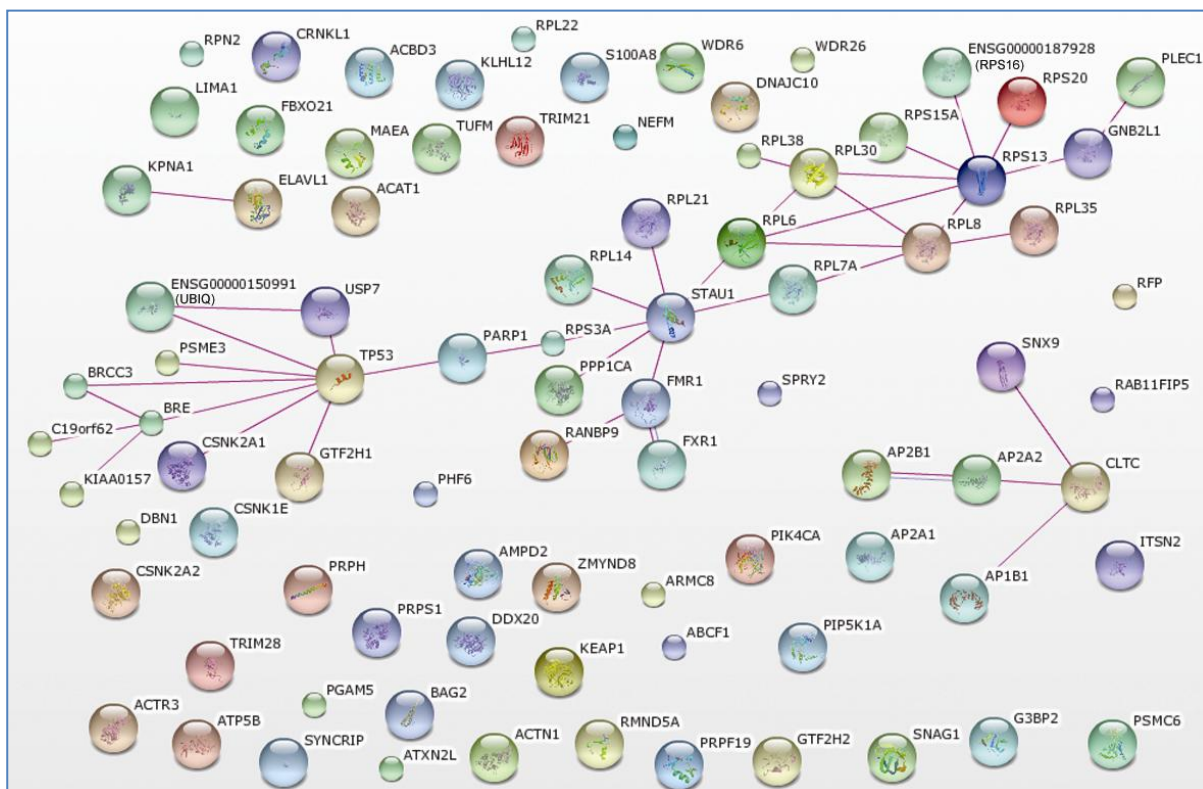 RPN2
CRNKL1
ACBD3
RPL22
KLHL12
S100A8
WDR6
WDR26
ENSG00000187928
(RPS16)
PLEC1
RPS20
LIMA1
FBXO21
MAEA
TUFM
TRIM21
NEFM
DNAJC10
RPS15A
GNB2L1
RPL38
RPL30
RPS13
KPNA1
ELAVL1
ACAT1
RPL21
RPL6
RPL8
RPL35
RPL14
RPL7A
ENSG00000150991
(UBIQ)
USP7
STAU1
RFP
PSME3
TP53
PARP1
RPS3A
SNX9
BRCC3
PPP1CA
FMR1
SPRY2
RAB11FIP5
BRE
C19orf62
CSNK2A1
GTF2H1
RANBP9
FXR1
AP2B1
AP2A2
CLTC
KIAA0157
PHF6
DBN1
CSNK1E
PIK4CA
AP2A1
ITSN2
CSNK2A2
PRPH
AMPD2
ZMYND8
ARMC8
AP1B1
PRPS1
DDX20
ABCF1
PIP5K1A
TRIM28
KEAP1
PGAM5
BAG2
ACTR3
ATP5B
SYNCRIP
ATXN2L
ACTN1
RMND5A
PRPF19
GTF2H2
SNAG1
G3BP2
PSMC6